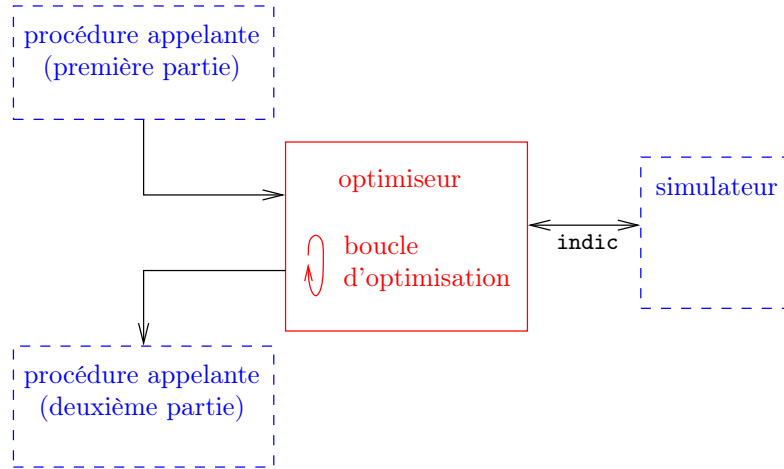 procédure appelante
(première partie)
optimiseur
simulateur
indic
boucle
d'optimisation
procédure appelante
(deuxième partie)